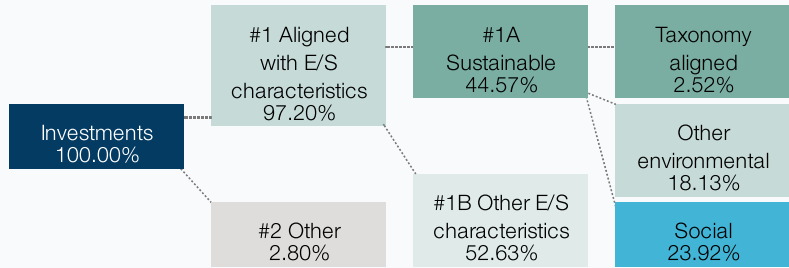 Investments
100.00%
#1 Aligned
with E/S
characteristics
97.20%
#2 Other
2.80%
#1A
Sustainable
44.57%
#1B Other E/S
characteristics
52.63%
Taxonomy
aligned
2.52%
Other
environmental
18.13%
Social
23.92%